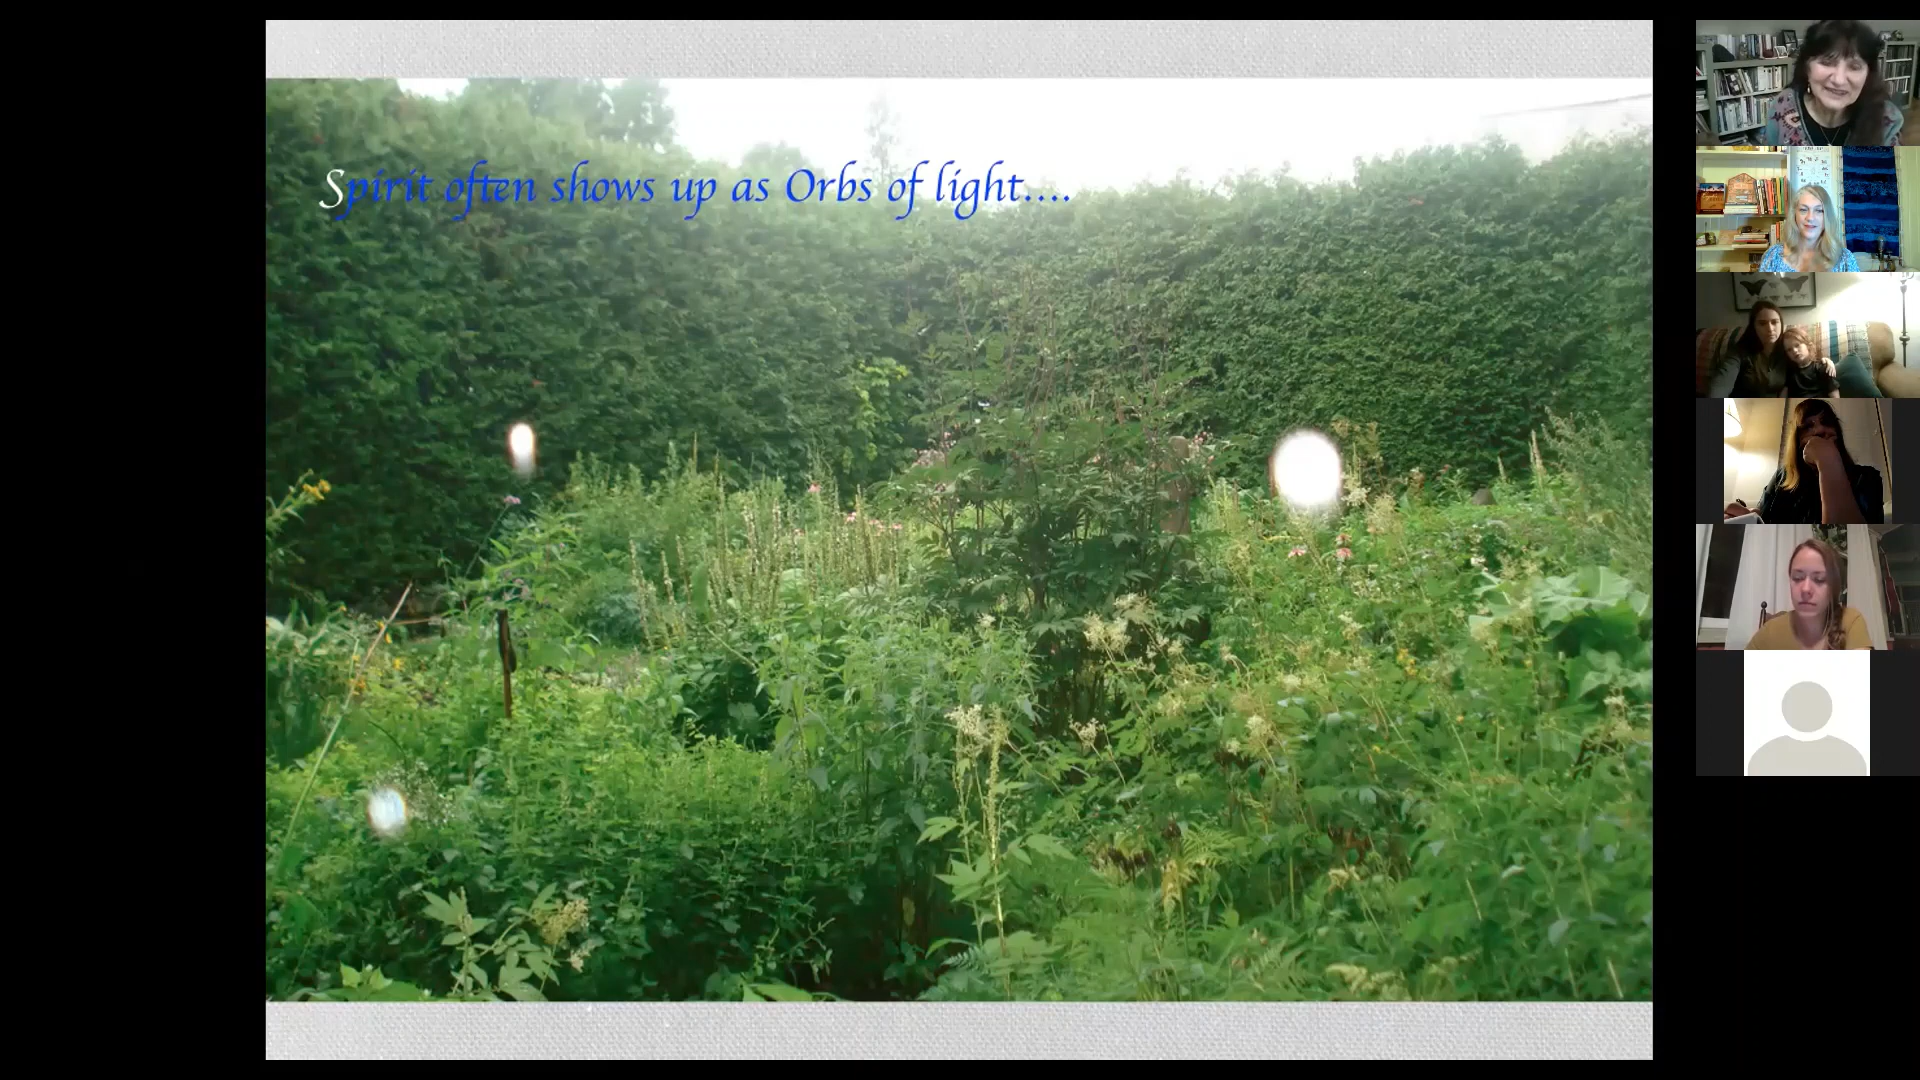 Spirit often shows up as Orbs of light....